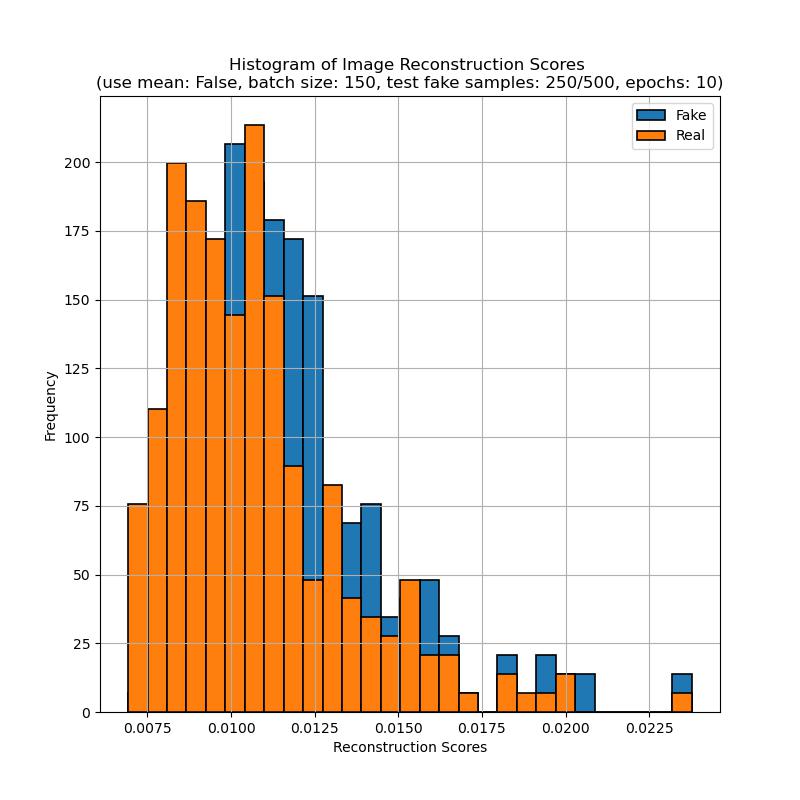 Histogram of Image Reconstruction Scores
(use mean: False, batch size: 150, test fake samples: 250/500, epochs: 10)
Fake
Real
200
175
150
125
100
75
50
25
0
Frequency
0.0075 0.0100 0.0125 0.0150 0.0175 0.0200 0.0225
Reconstruction Scores